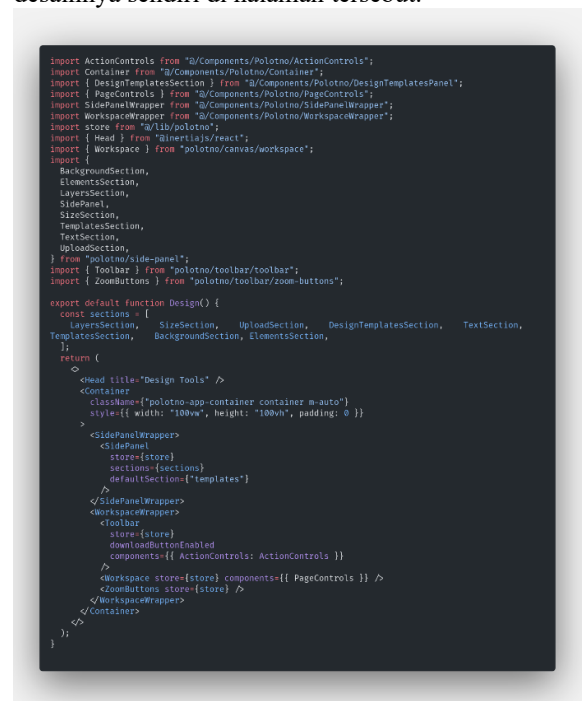 desainnya sendiri di halaman tersebut.
import ActionControls from "@/Components/Polotno/ActionControls";
import Container from "@/Components/Polotno/Container";
import { DesignTemplatesSection } from "@/Components/Polotno/DesignTemplatesPanel";
import { PageControls } from "@/Components/Polotno/PageControls";
import SidePanelWrapper from "@/Components/Polotno/SidePanelWrapper";
import WorkspaceWrapper from "@/Components/Polotno/WorkspaceWrapper";
import store from "@/lib/polotno";
import { Head } from "@inertiajs/react";
import { Workspace } from "polotno/canvas/workspace";
import {
  BackgroundSection,
  ElementsSection,
  LayersSection,
  SidePanel,
  SizeSection,
  TemplatesSection,
  TextSection,
  UploadSection,
} from "polotno/side-panel";
import { Toolbar } from "polotno/toolbar/toolbar";
import { ZoomButtons } from "polotno/toolbar/zoom-buttons";
export default function Design() {
  const sections = [
    LayersSection,    SizeSection,    UploadSection,    DesignTemplatesSection,    TextSection,
TemplatesSection,    BackgroundSection, ElementsSection,
  ];
  return (
    <>
      <Head title="Design Tools" />
      <Container
        className={"polotno-app-container container m-auto"}
        style={{ width: "100vw", height: "100vh", padding: 0 }}
      >
        <SidePanelWrapper>
          <SidePanel
            store={store}
            sections={sections}
            defaultSection={"templates"}
          />
        </SidePanelWrapper>
        <WorkspaceWrapper>
          <Toolbar
            store={store}
            downloadButtonEnabled
            components={{ ActionControls: ActionControls }}
          />
          <Workspace store={store} components={{ PageControls }} />
          <ZoomButtons store={store} />
        </WorkspaceWrapper>
      </Container>
    </>
  );
}